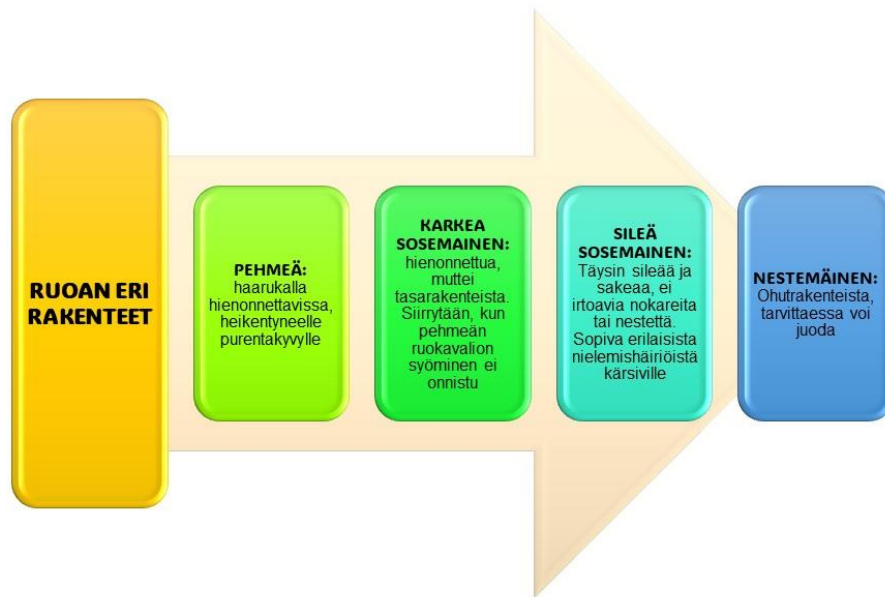 RUOAN ERI
RAKENTEET
PEHMEÄ:
haarukalla
hienonnettavissa,
heikentyneelle
purentakyvylle
KARKEA
SOSEMAINEN:
hienonnettua,
muttei
tasarakenteista.
Siirrytään, kun
pehmeän
ruokavalion
syöminen ei
onnistu
SILEÄ
SOSEMAINEN:
Täysin sileää ja
sakeaa, ei
irtoavia nokareita
tai nestettä.
Sopiva erilaisista
nielemishäiriöistä
kärsiville
NESTEMÄINEN:
Ohutrakenteista,
tarvittaessa voi
juoda